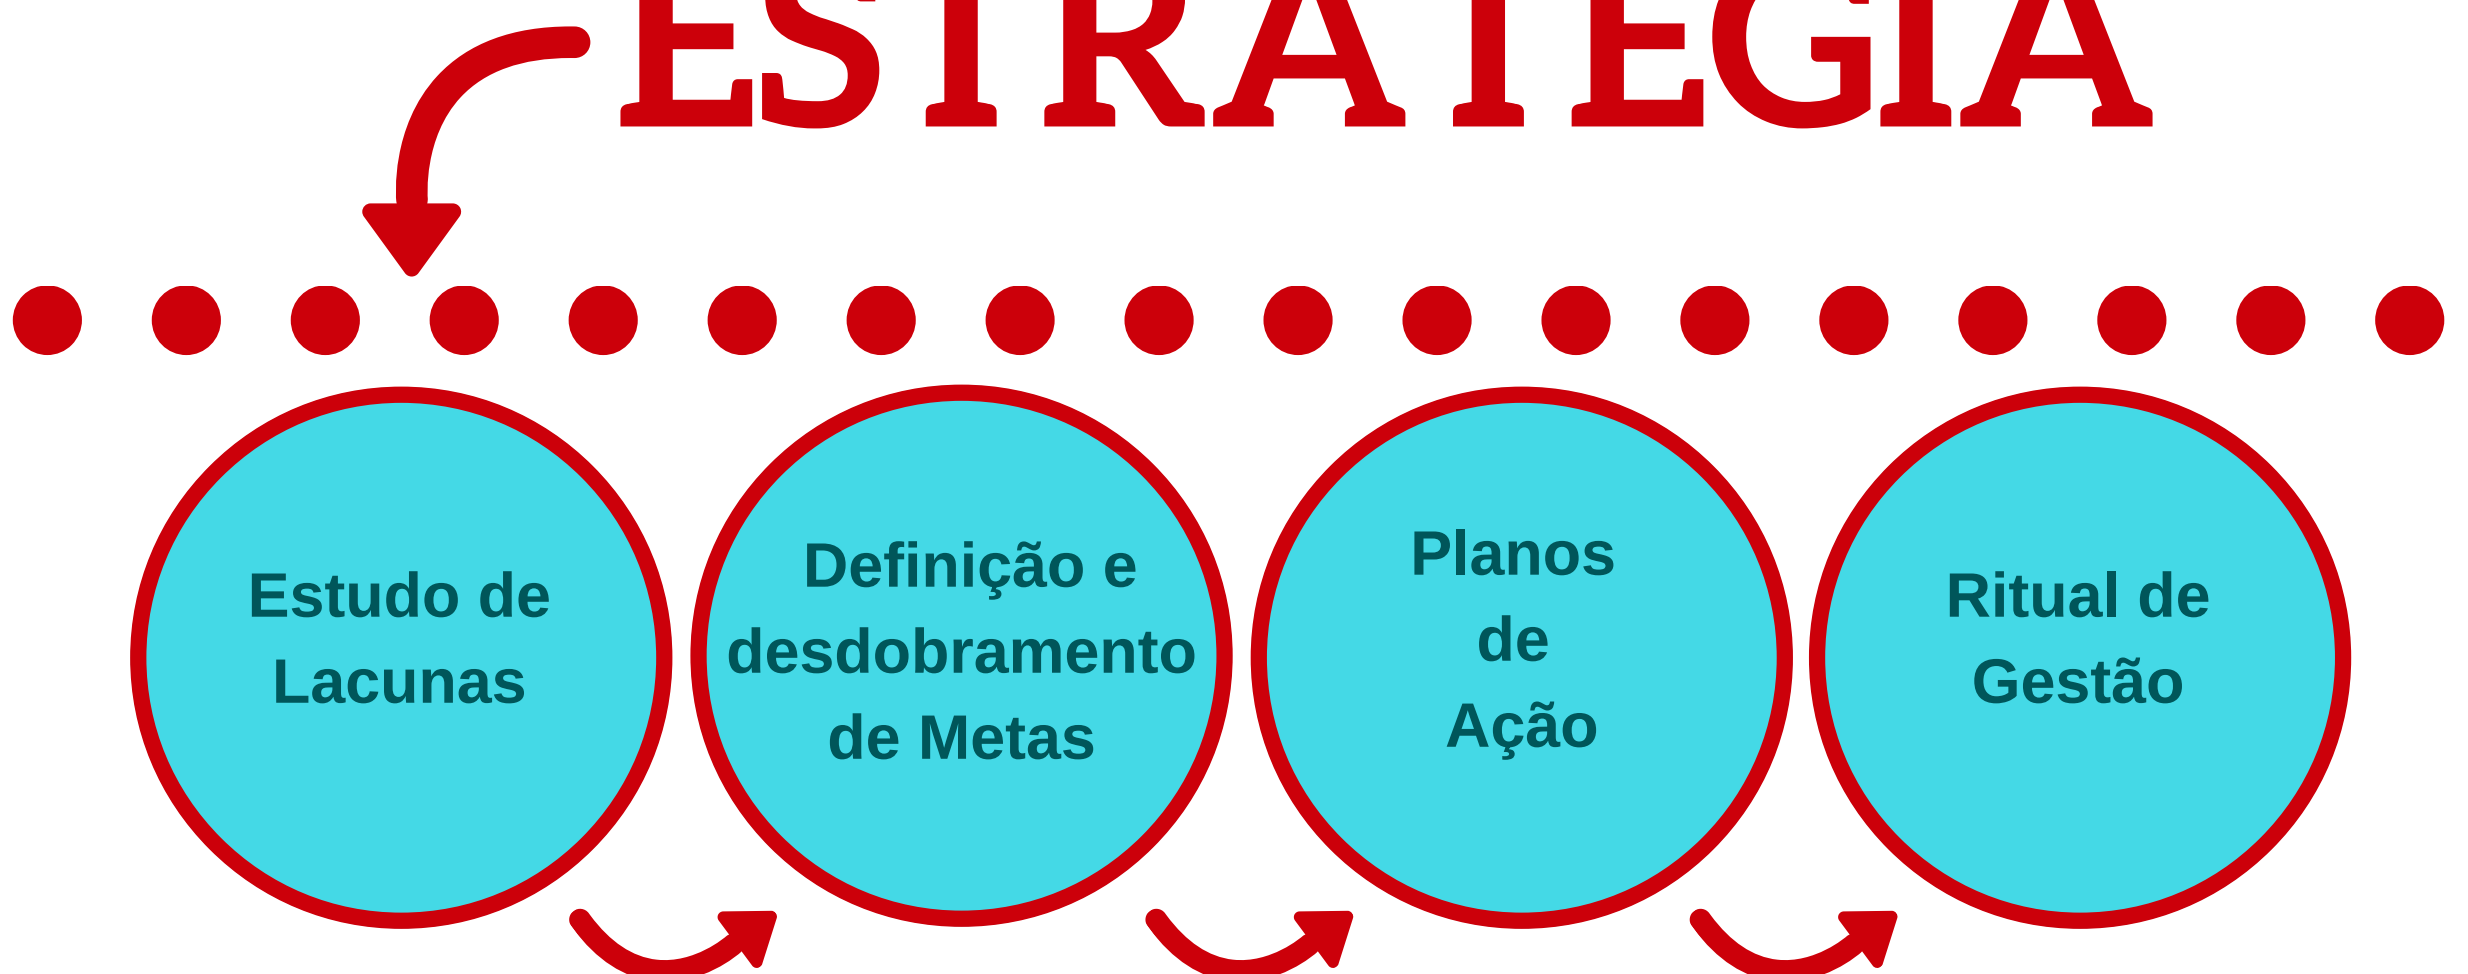 ESTRATEGIA
Estudo de
Lacunas
Definição e
desdobramento
de Metas
Planos
de
Ação
Ritual de
Gestão